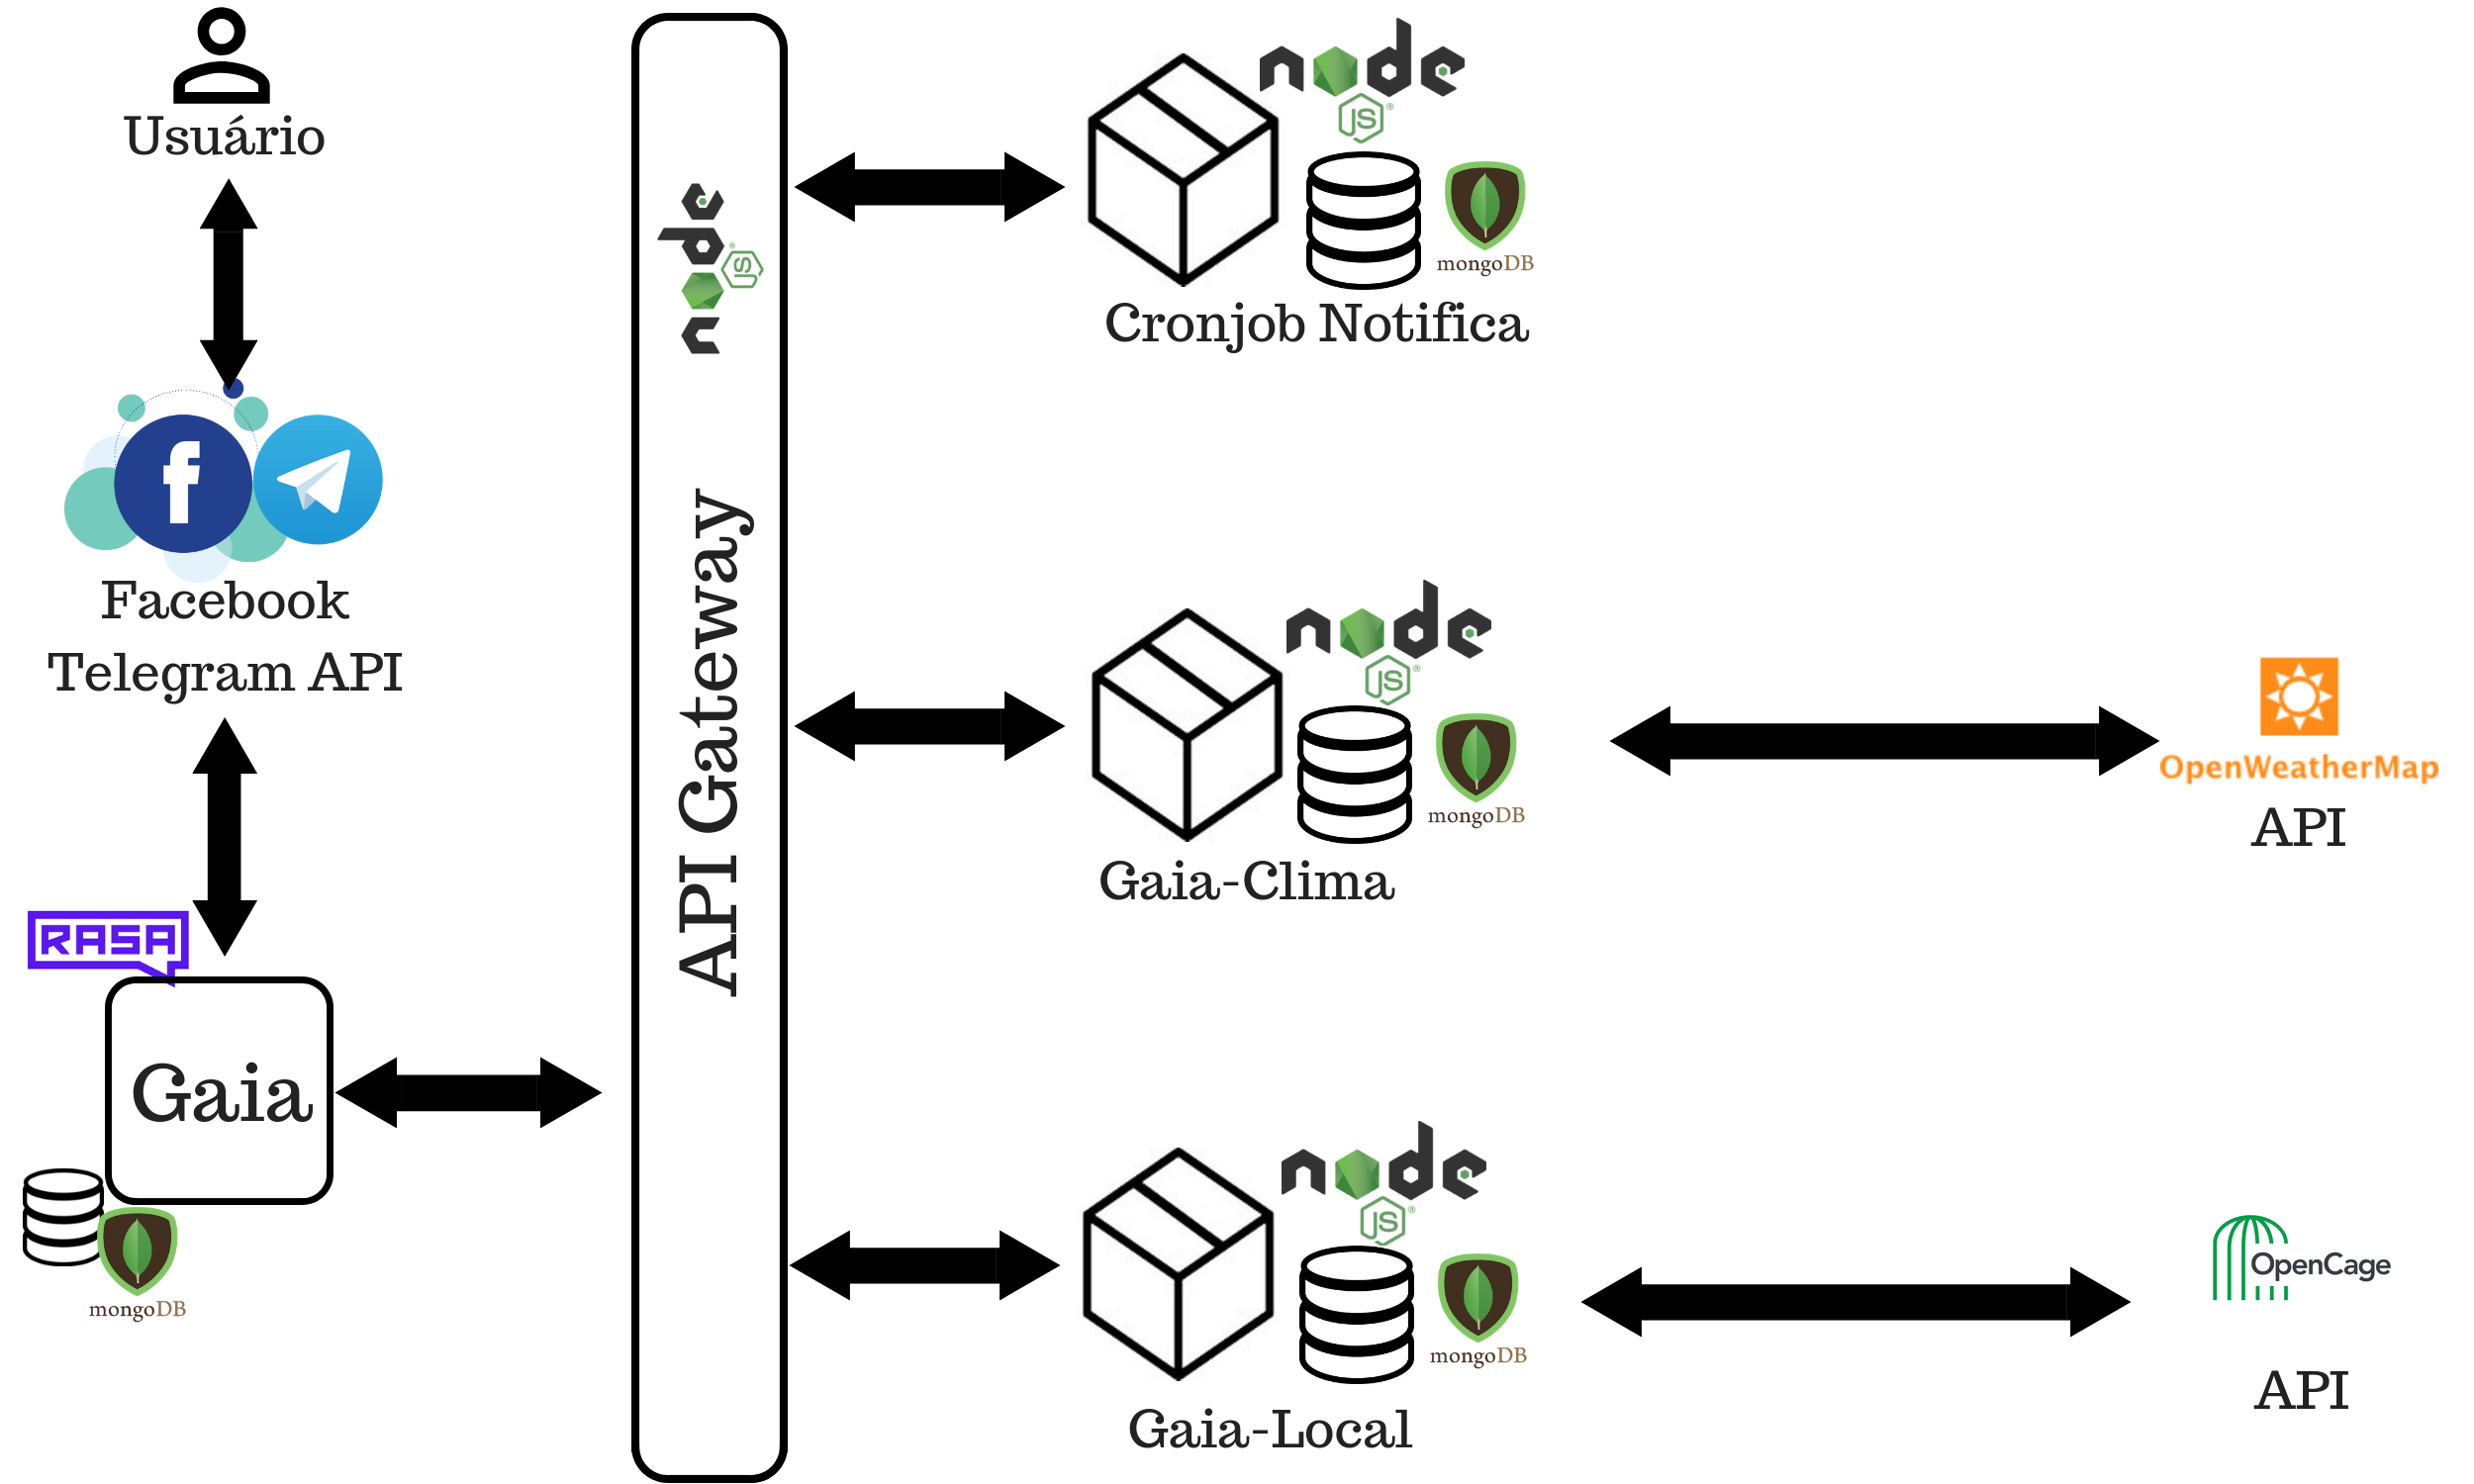 Usuário
Facebook
Telegram API
RASA
Gaia
mongoDB
node
JS
API Gateway
node
JS
mongoDB
Cronjob Notifica
node
JS
mongoDB
Gaia-Clima
node
JS
mongoDB
Gaia-Local
OpenWeatherMap
API
OpenCage
API